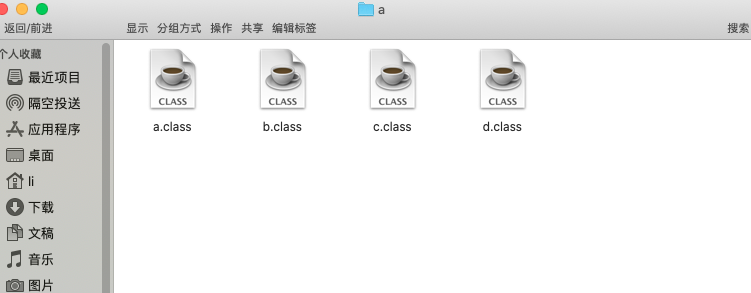 a
返回/前进 显示 分组方式 操作 共享 编辑标签 搜索
个人收藏
最近项目
隔空投送
应用程序
桌面
li
下载
文稿
音乐
图片
CLASS CLASS CLASS CLASS
a.class b.class c.class d.class